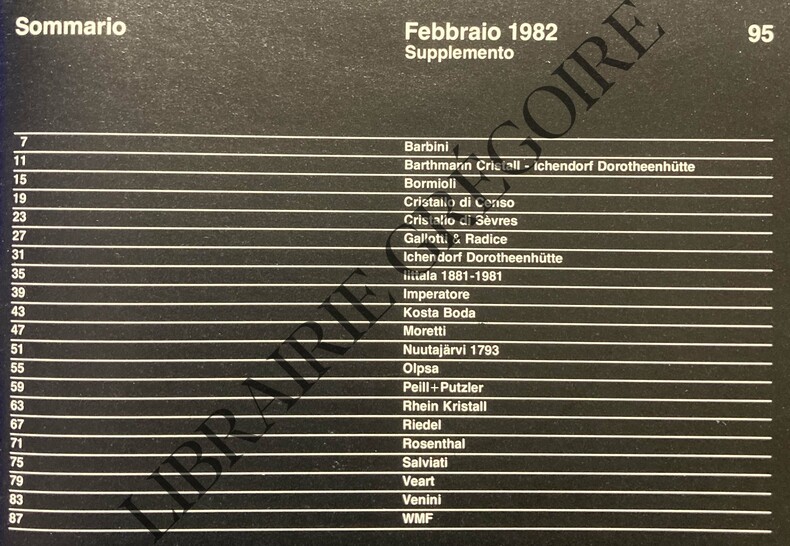 Sommario
Febbraio 1982
95
Supplemento
7 Barbini
11 Barthmann Cristall - Ichendorf Dorotheenhütte
15 Bormioli
19 Cristallo di Censo
23 Cristallo di Sèvres
27 Gallotti & Radice
31 Ichendorf Dorotheenhütte
35 Iittala 1881-1981
39 Imperatore
43 Kosta Boda
47 Moretti
51 Nuutajärvi 1793
55 Olpsa
59 Peill+Putzler
63 Rhein Kristall
67 Riedel
71 Rosenthal
75 Salviati
79 Veart
83 Venini
87 WMF
LIBRAIRIE GRÉGOIRE